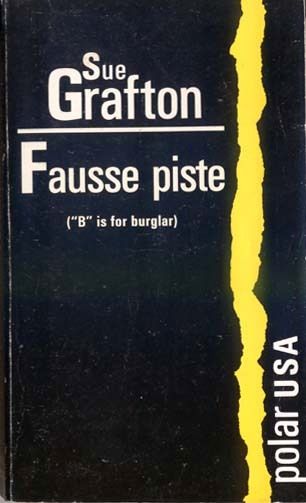 Sue
Grafton
Fausse piste
("B" is for burglar)
polar USA